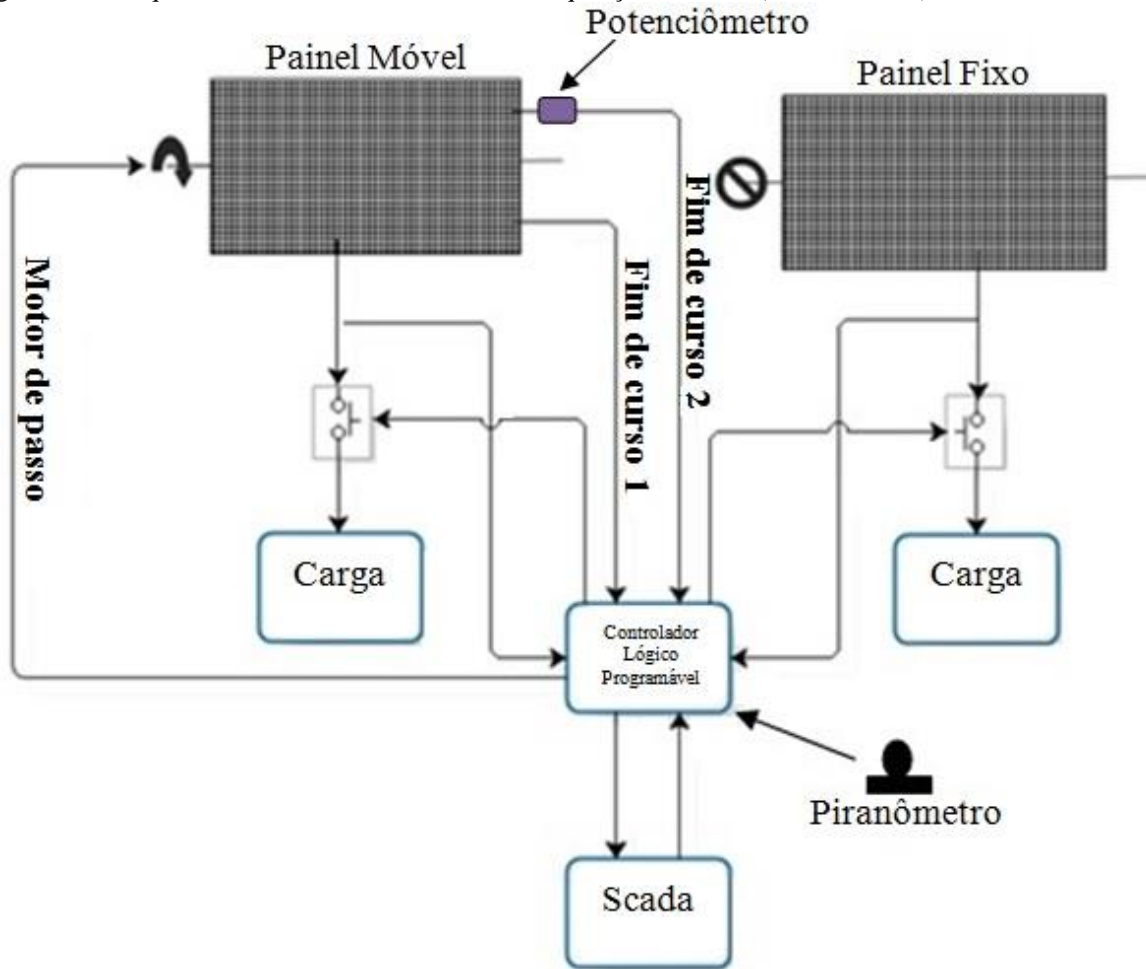 Potenciômetro
Painel Móvel
Painel Fixo
Motor de passo
Fim de curso 1
Fim de curso 2
Carga
Carga
Controlador
Lógico
Programável
Piranômetro
Scada